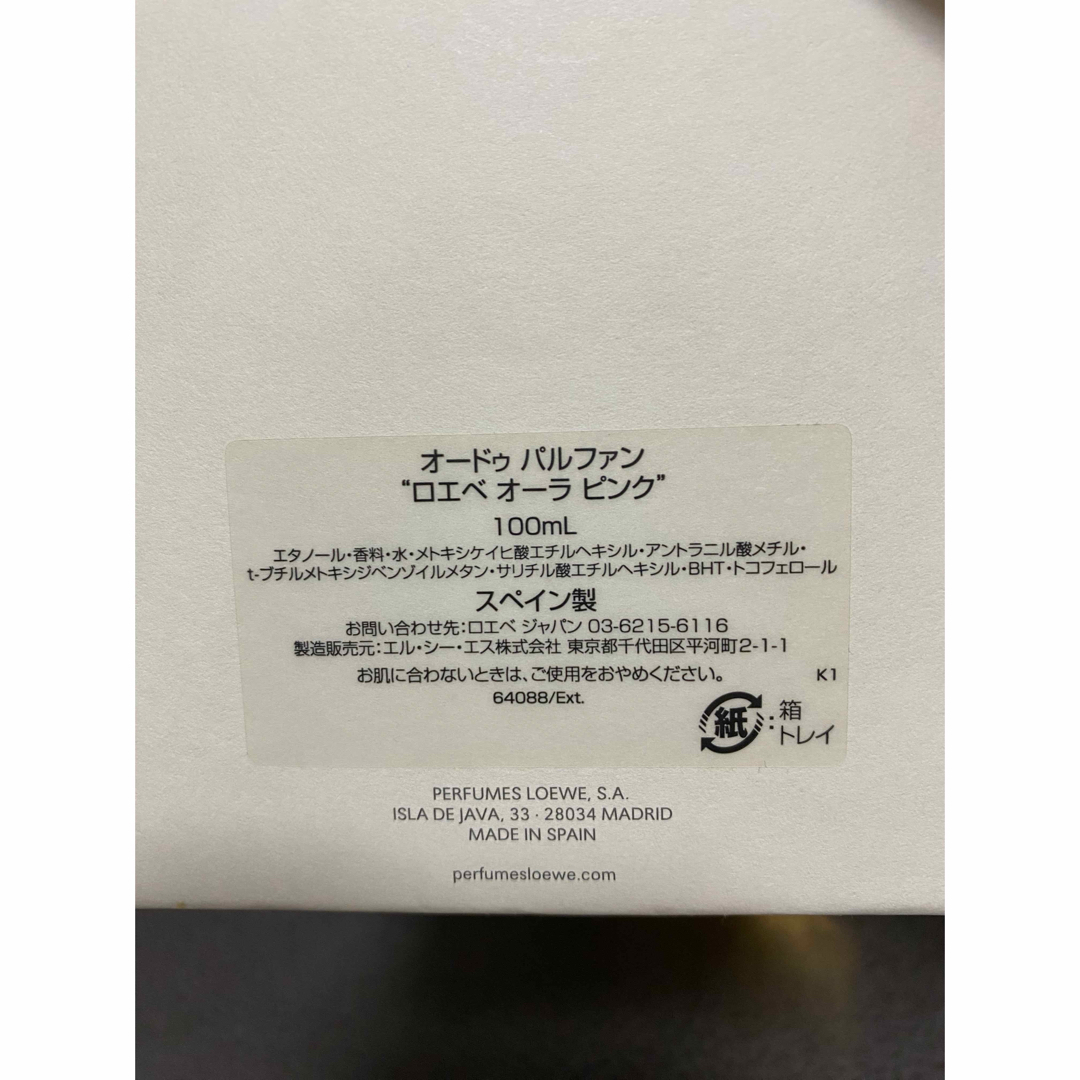 オードゥ パルファン
“ロエベ オーラ ピンク”
100mL
エタノール・香料・水・メトキシケイヒ酸エチルヘキシル・アントラニル酸メチル・
t-ブチルメトキシジベンゾイルメタン・サリチル酸エチルヘキシル・BHT・トコフェロール
スペイン製
お問い合わせ先：ロエベ ジャパン 03-6215-6116
製造販売元：エル・シー・エス株式会社 東京都千代田区平河町2-1-1
お肌に合わないときは、ご使用をおやめください。 K1
64088/Ext.
紙：箱
トレイ
PERFUMES LOEWE, S.A.
ISLA DE JAVA, 33 · 28034 MADRID
MADE IN SPAIN
perfumesloewe.com